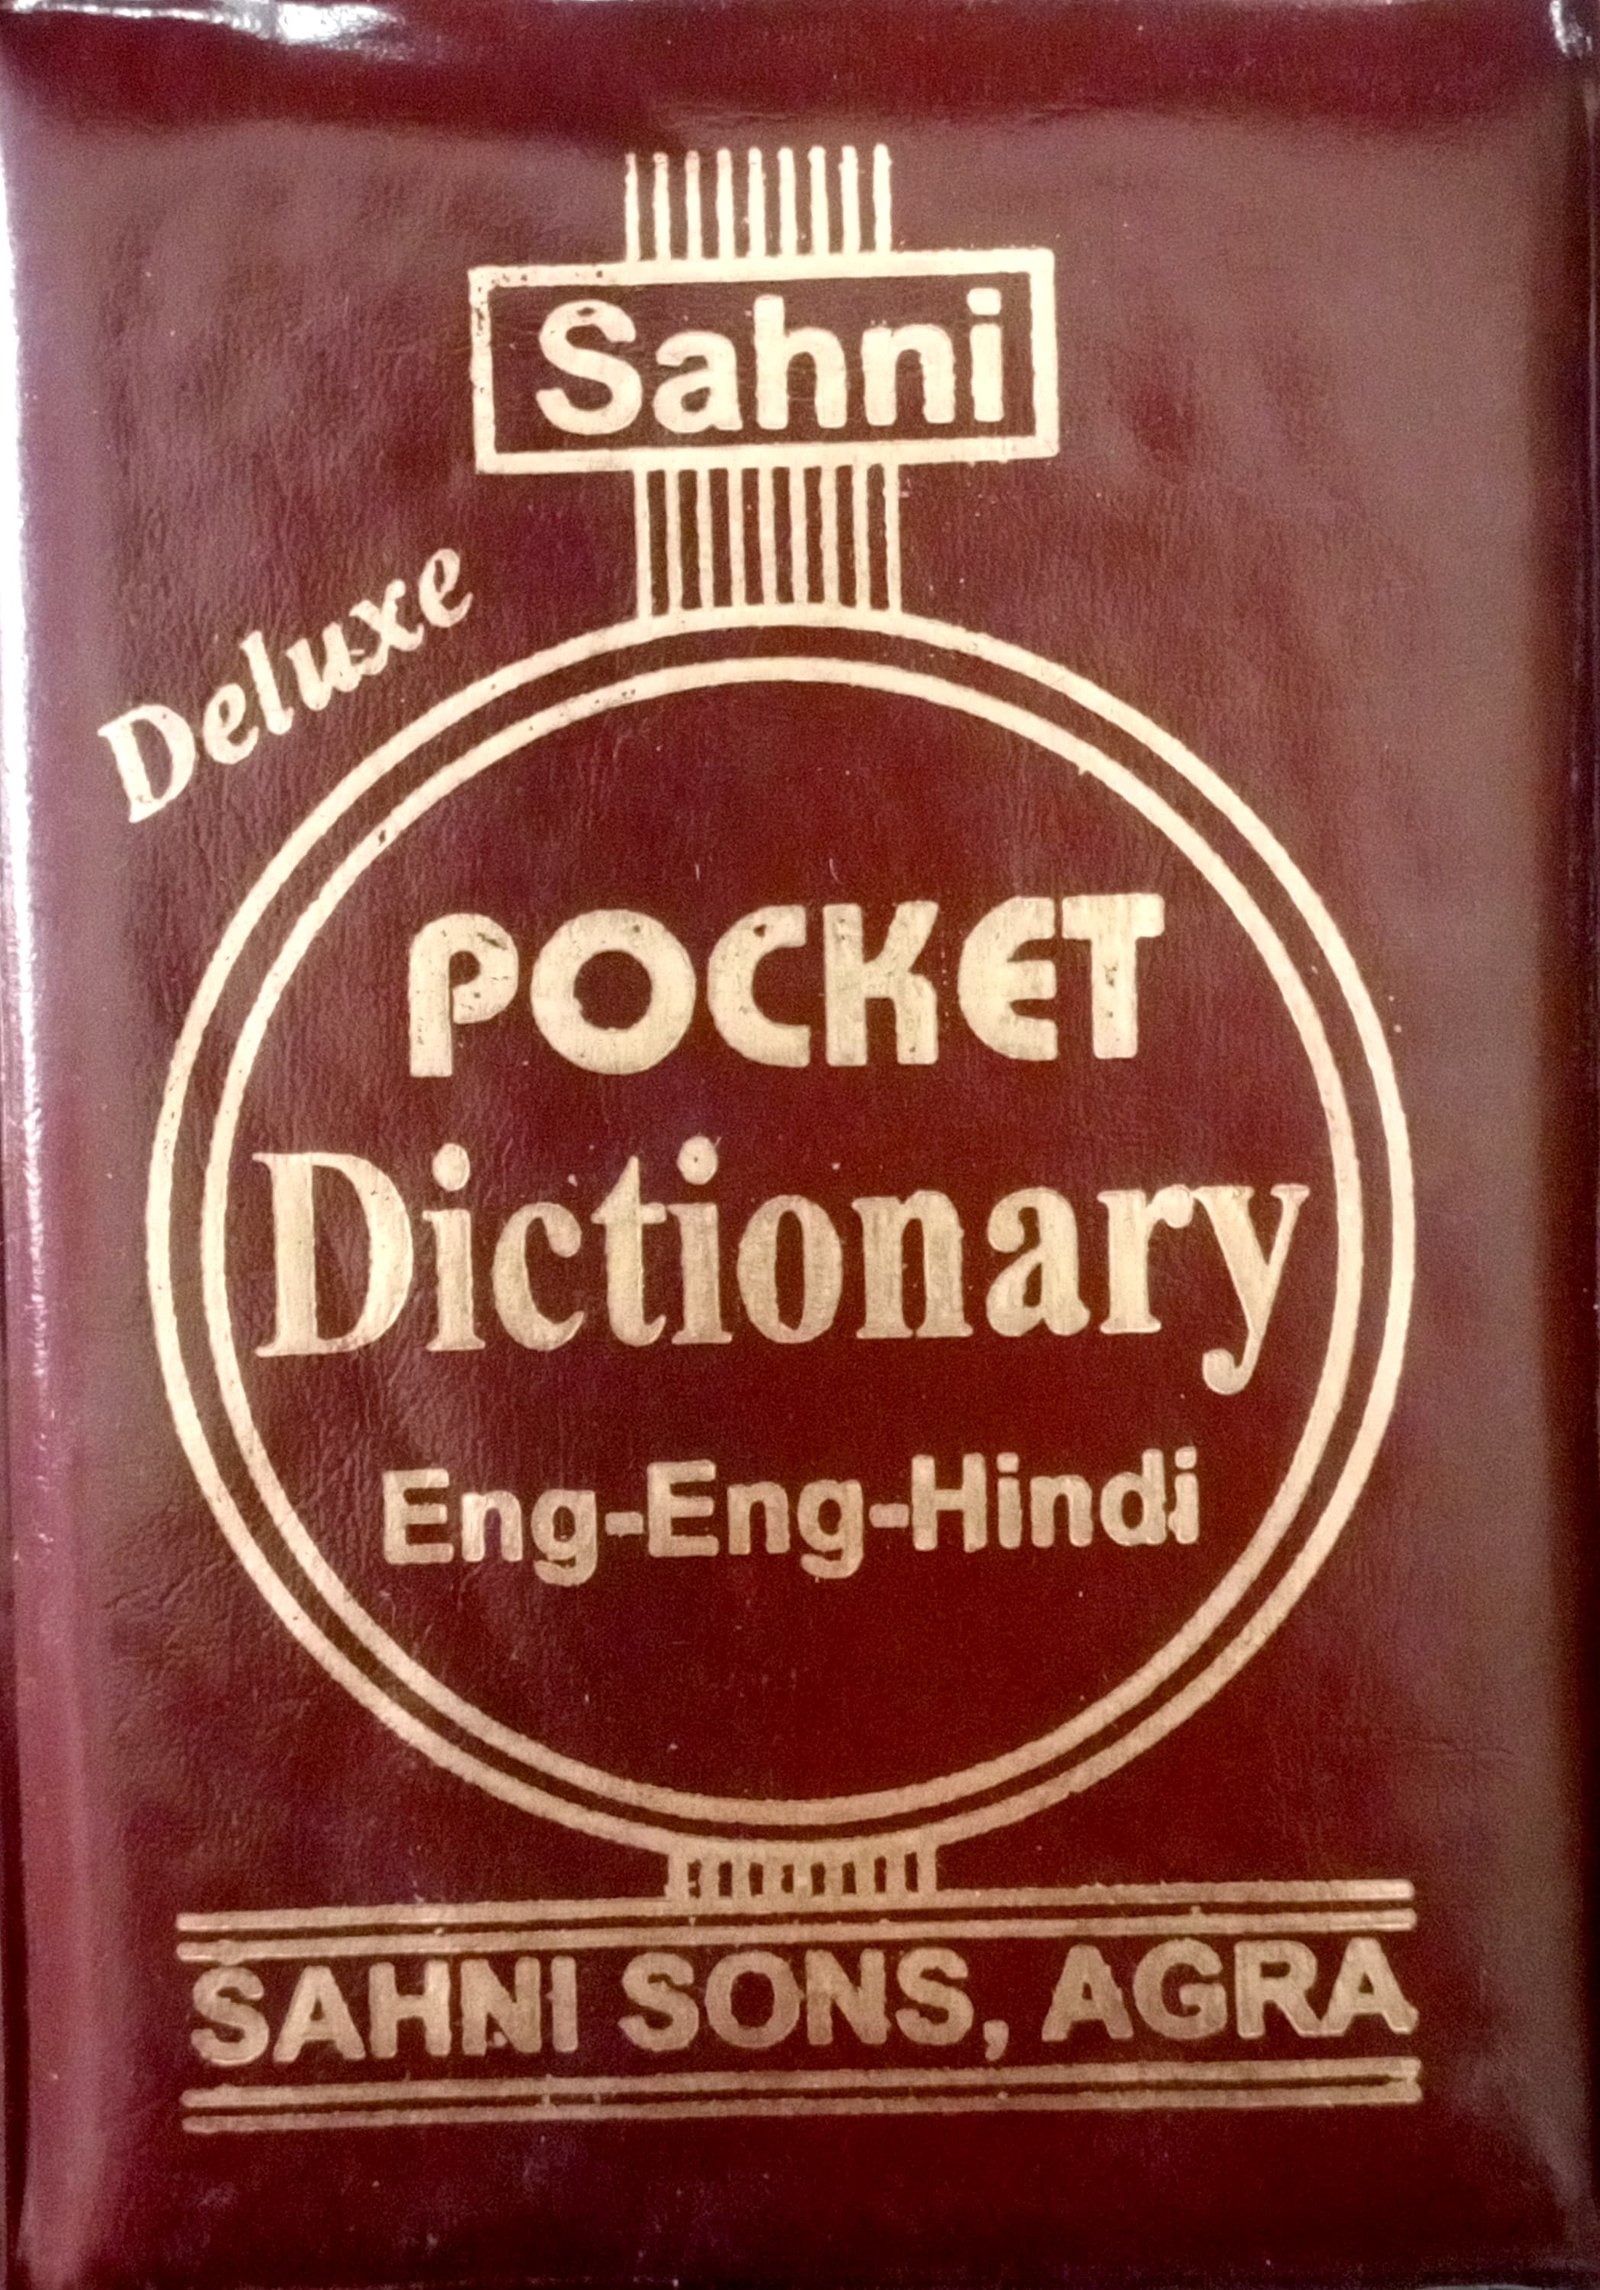 Sahni
Deluxe
POCKET
Dictionary
Eng-Eng-Hindi
SAHNI SONS, AGRA